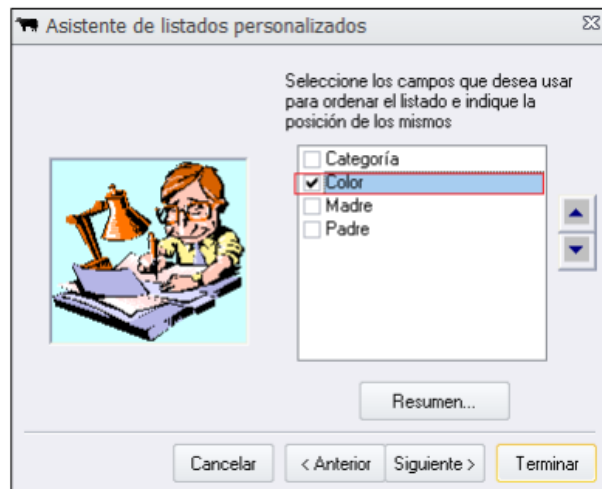 Asistente de listados personalizados
Seleccione los campos que desea usar
para ordenar el listado e indique la
posición de los mismos
Categoría
Color
Madre
Padre
Resumen...
Cancelar
< Anterior
Siguiente >
Terminar